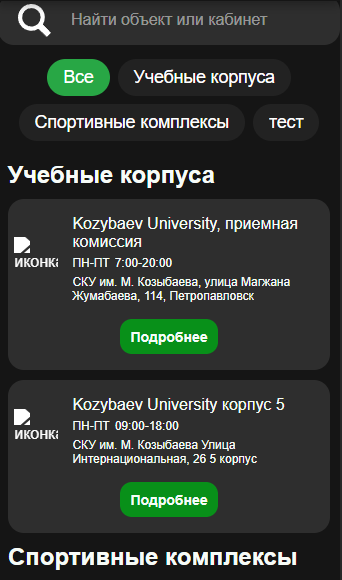 Найти объект или кабинет
Все
Учебные корпуса
Спортивные комплексы
тест
Учебные корпуса
Kozybaev University, приемная
комиссия
ПН-ПТ 7:00-20:00
СКУ им. М. Козыбаева, улица Магжана
Жумабаева, 114, Петропавловск
Подробнее
Kozybaev University корпус 5
ПН-ПТ 09:00-18:00
СКУ им. М. Козыбаева Улица
Интернациональная, 26 5 корпус
Подробнее
Спортивные комплексы